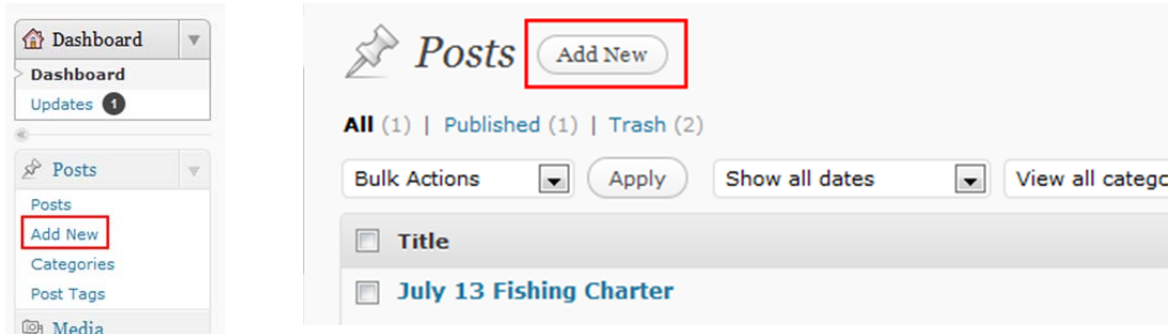 Dashboard
Dashboard
Updates 1
Posts
Posts
Add New
Categories
Post Tags
Media
Posts Add New
All (1) | Published (1) | Trash (2)
Bulk Actions Apply Show all dates View all catego
Title
July 13 Fishing Charter